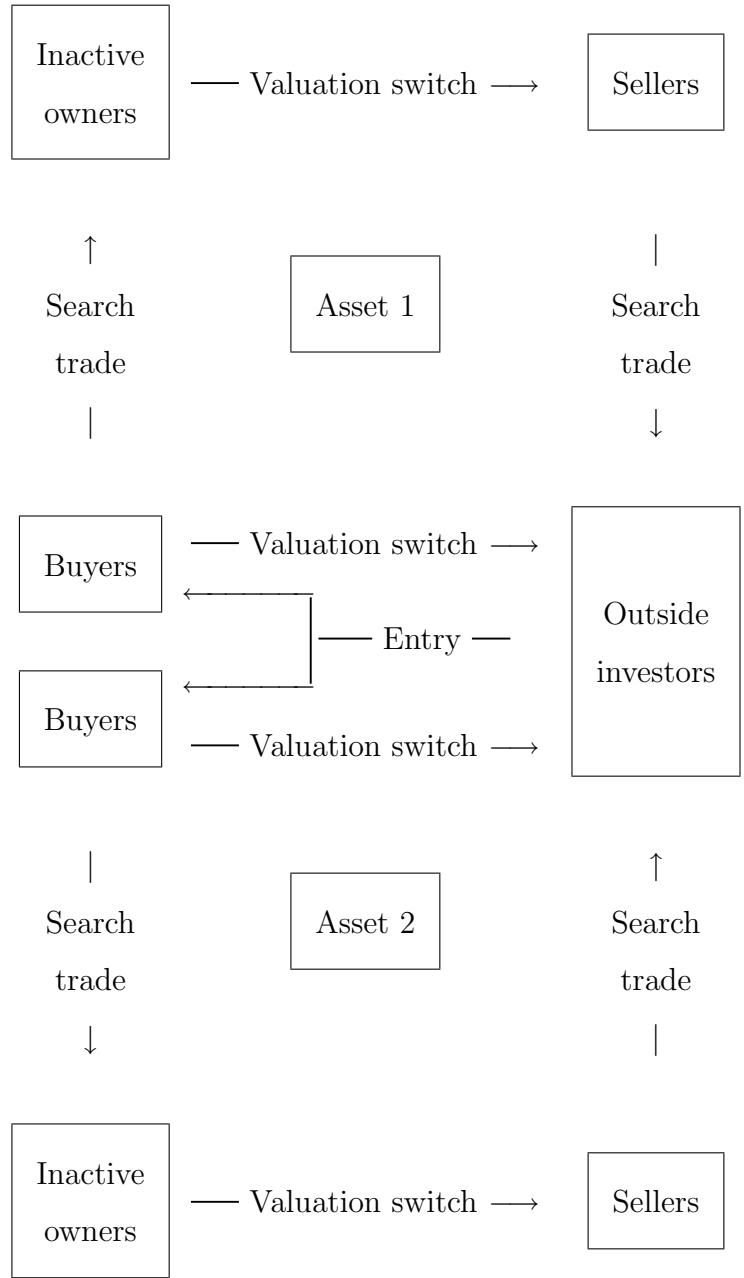 Inactive
owners
Valuation switch
Sellers
Search
trade
Asset 1
Search
trade
Buyers
Valuation switch
Outside
investors
Entry
Buyers
Valuation switch
Search
trade
Asset 2
Search
trade
Inactive
owners
Valuation switch
Sellers